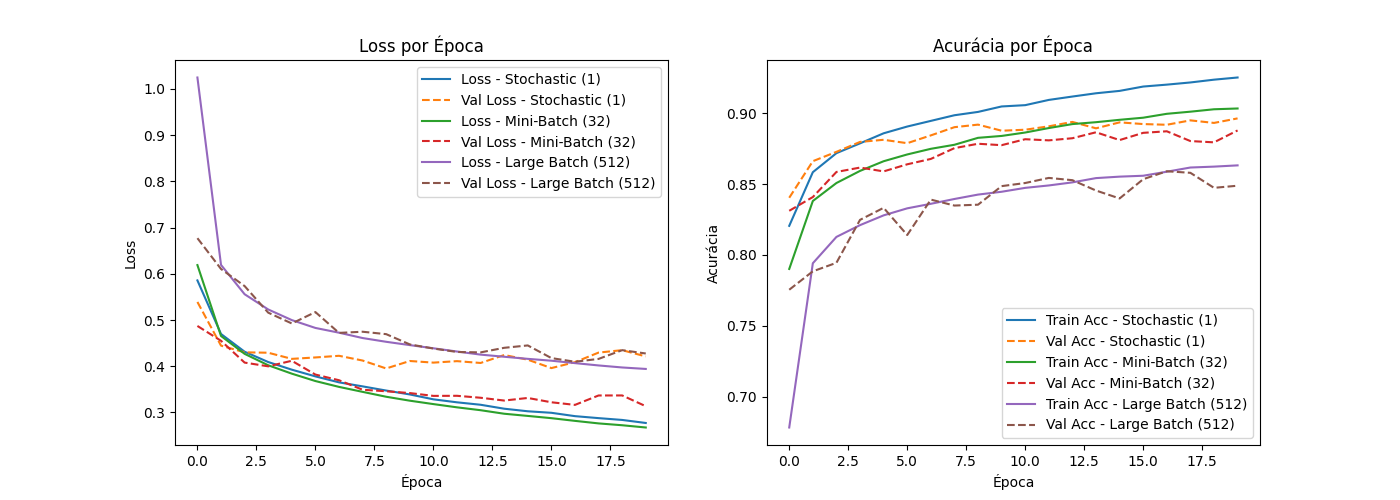 Loss por Época
Loss
1.0
0.9
0.8
0.7
0.6
0.5
0.4
0.3
Loss - Stochastic (1)
Val Loss - Stochastic (1)
Loss - Mini-Batch (32)
Val Loss - Mini-Batch (32)
Loss - Large Batch (512)
Val Loss - Large Batch (512)
0.0 2.5 5.0 7.5 10.0 12.5 15.0 17.5
Época
Acurácia por Época
Acurácia
0.90
0.85
0.80
0.75
0.70
Train Acc - Stochastic (1)
Val Acc - Stochastic (1)
Train Acc - Mini-Batch (32)
Val Acc - Mini-Batch (32)
Train Acc - Large Batch (512)
Val Acc - Large Batch (512)
0.0 2.5 5.0 7.5 10.0 12.5 15.0 17.5
Época